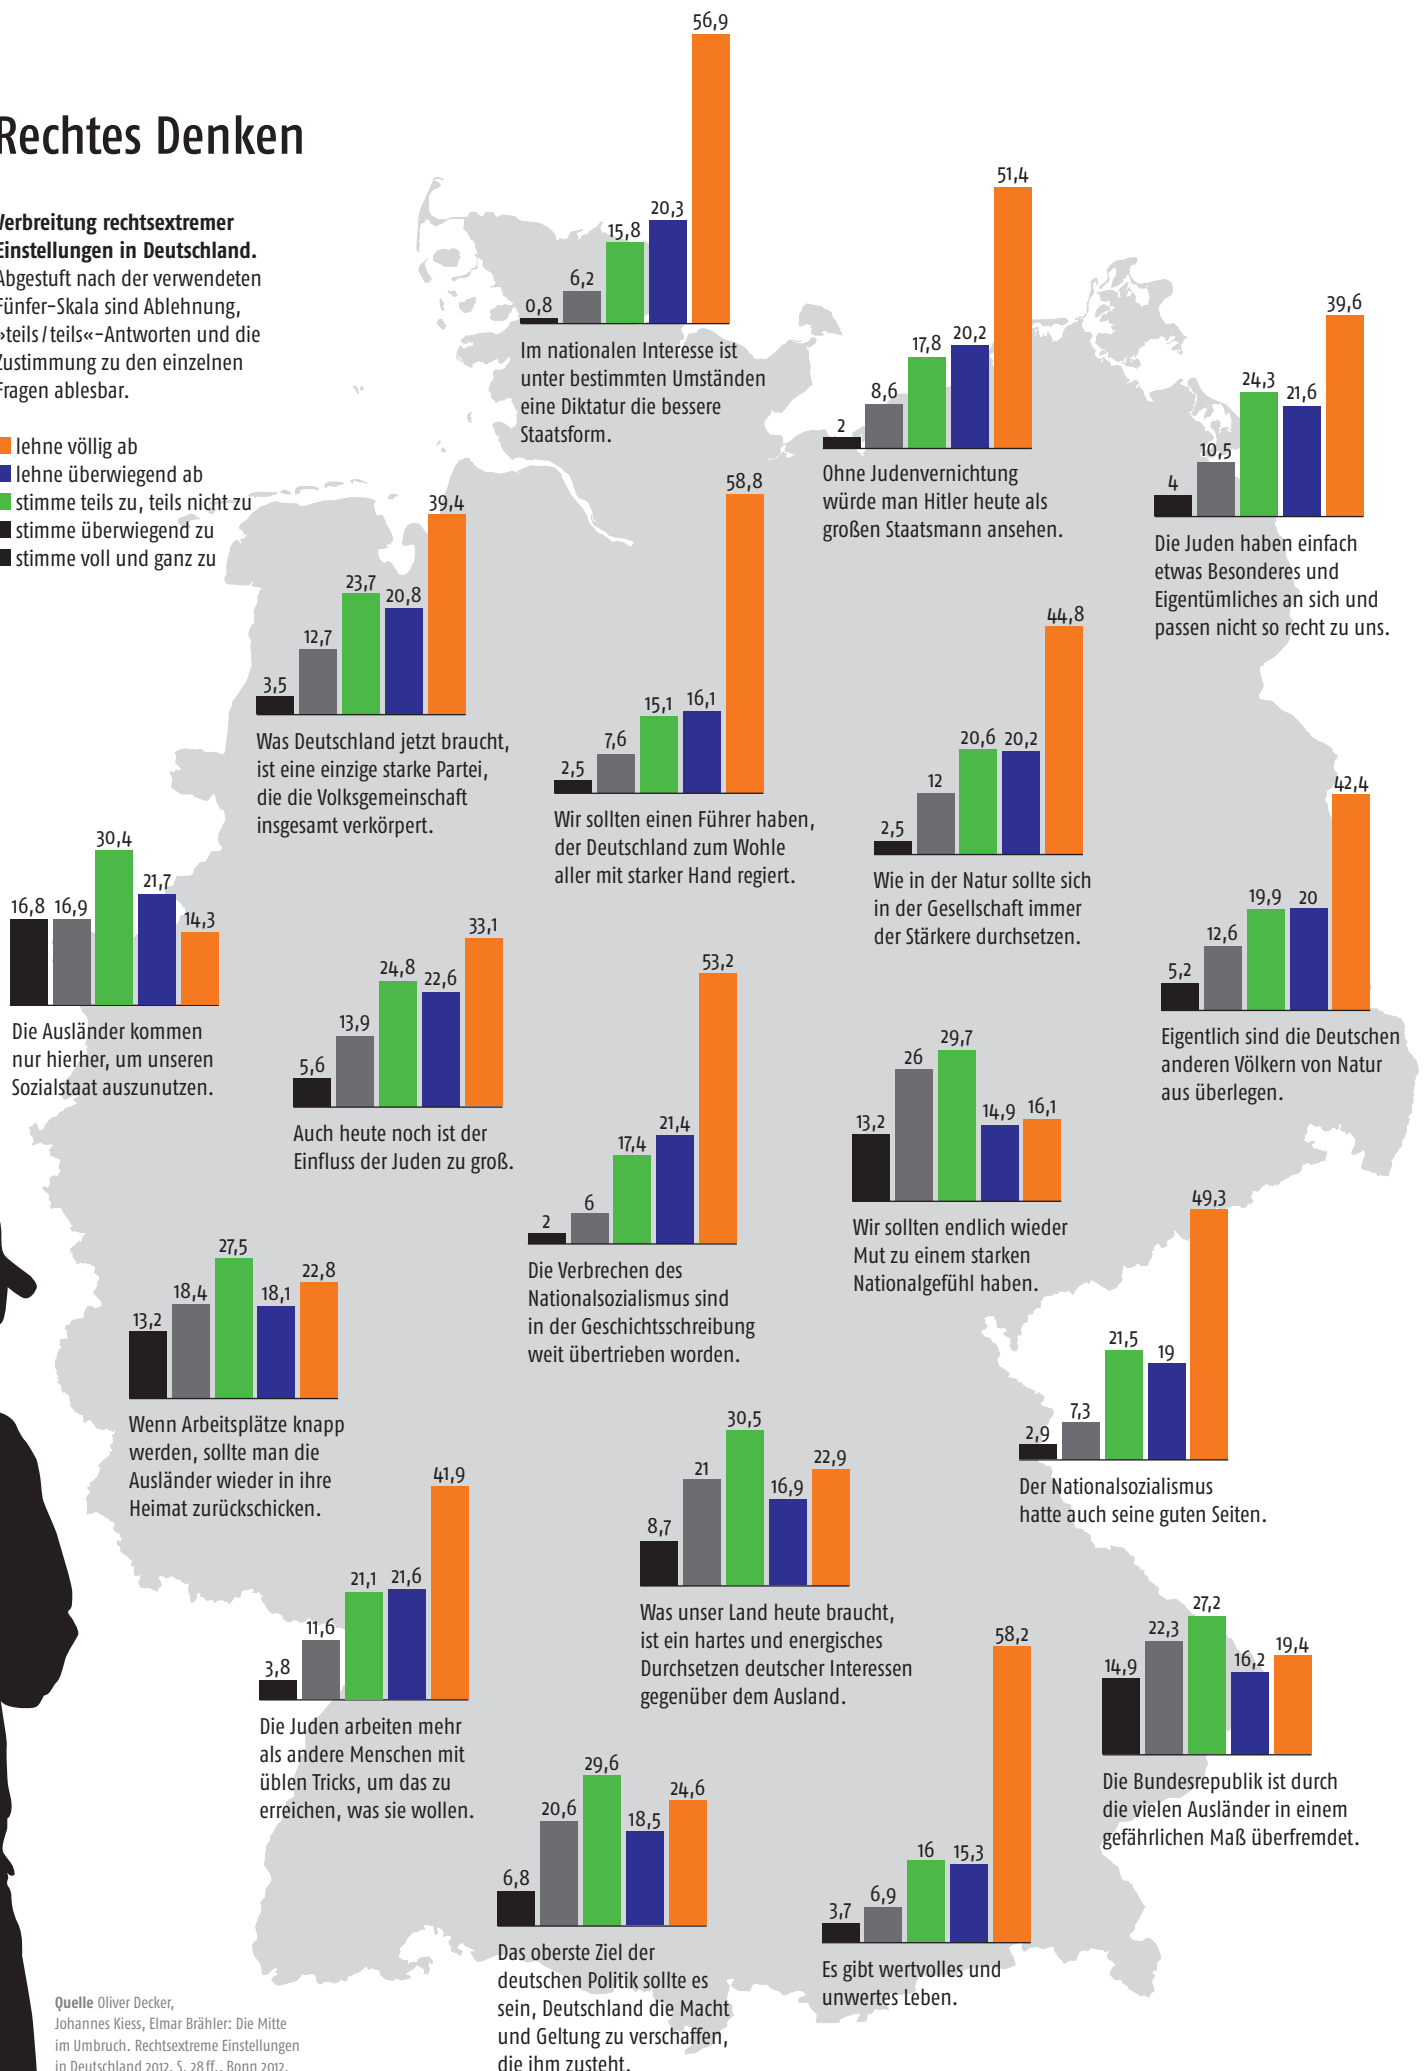 Rechtes Denken
Verbreitung rechtsextremer
Einstellungen in Deutschland.
Abgestuft nach der verwendeten
Fünfer-Skala sind Ablehnung,
»teils / teils«-Antworten und die
Zustimmung zu den einzelnen
Fragen ablesbar.
lehne völlig ab
lehne überwiegend ab
stimme teils zu, teils nicht zu
stimme überwiegend zu
stimme voll und ganz zu
0,8 6,2 15,8 20,3 56,9
Im nationalen Interesse ist
unter bestimmten Umständen
eine Diktatur die bessere
Staatsform.
2 8,6 17,8 20,2 51,4
Ohne Judenvernichtung
würde man Hitler heute als
großen Staatsmann ansehen.
4 10,5 24,3 21,6 39,6
Die Juden haben einfach
etwas Besonderes und
Eigentümliches an sich und
passen nicht so recht zu uns.
3,5 12,7 23,7 20,8 39,4
Was Deutschland jetzt braucht,
ist eine einzige starke Partei,
die die Volksgemeinschaft
insgesamt verkörpert.
2,5 7,6 15,1 16,1 58,8
Wir sollten einen Führer haben,
der Deutschland zum Wohle
aller mit starker Hand regiert.
2,5 12 20,6 20,2 44,8
Wie in der Natur sollte sich
in der Gesellschaft immer
der Stärkere durchsetzen.
16,8 16,9 30,4 21,7 14,3
Die Ausländer kommen
nur hierher, um unseren
Sozialstaat auszunutzen.
5,6 13,9 24,8 22,6 33,1
Auch heute noch ist der
Einfluss der Juden zu groß.
2 6 17,4 21,4 53,2
Die Verbrechen des
Nationalsozialismus sind
in der Geschichtsschreibung
weit übertrieben worden.
13,2 26 29,7 14,9 16,1
Wir sollten endlich wieder
Mut zu einem starken
Nationalgefühl haben.
5,2 12,6 19,9 20 42,4
Eigentlich sind die Deutschen
anderen Völkern von Natur
aus überlegen.
13,2 18,4 27,5 18,1 22,8
Wenn Arbeitsplätze knapp
werden, sollte man die
Ausländer wieder in ihre
Heimat zurückschicken.
2,9 7,3 21,5 19 49,3
Der Nationalsozialismus
hatte auch seine guten Seiten.
8,7 21 30,5 16,9 22,9
Was unser Land heute braucht,
ist ein hartes und energisches
Durchsetzen deutscher Interessen
gegenüber dem Ausland.
3,8 11,6 21,1 21,6 41,9
Die Juden arbeiten mehr
als andere Menschen mit
üblen Tricks, um das zu
erreichen, was sie wollen.
14,9 22,3 27,2 16,2 19,4
Die Bundesrepublik ist durch
die vielen Ausländer in einem
gefährlichen Maß überfremdet.
6,8 20,6 29,6 18,5 24,6
Das oberste Ziel der
deutschen Politik sollte es
sein, Deutschland die Macht
und Geltung zu verschaffen,
die ihm zusteht.
3,7 6,9 16 15,3 58,2
Es gibt wertvolles und
unwertes Leben.
Quelle Oliver Decker,
Johannes Kiess, Elmar Brähler: Die Mitte
im Umbruch. Rechtsextreme Einstellungen
in Deutschland 2012, S. 28 ff., Bonn 2012.